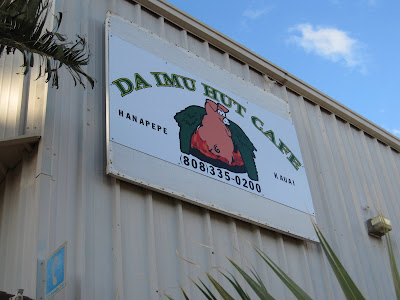 DA IMU HUT CAFE
HANAPEPE
KAUAI
(808)335-0200